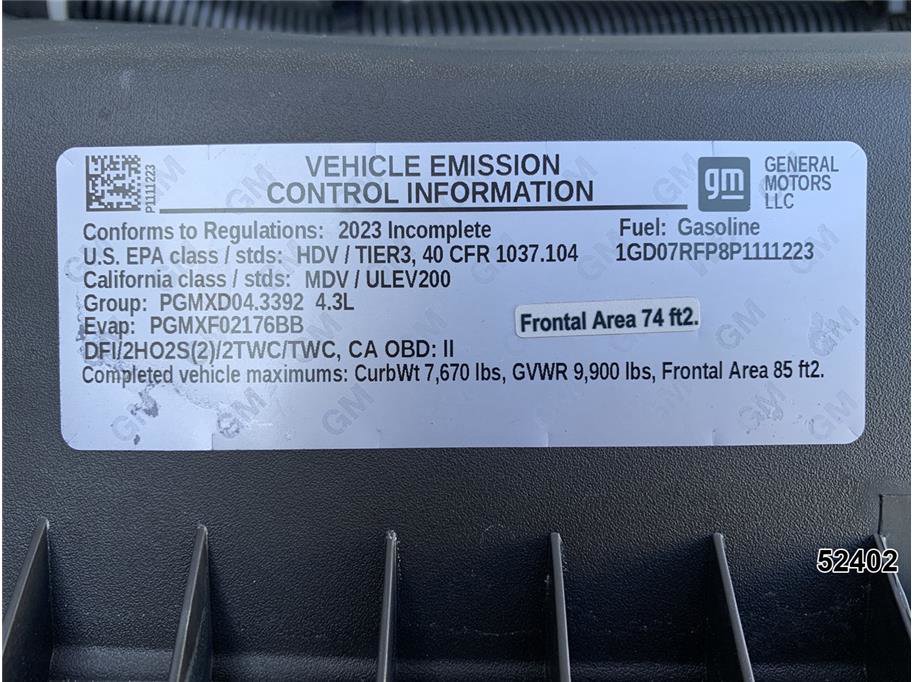 VEHICLE EMISSION
CONTROL INFORMATION
P1111223
gm
GENERAL
MOTORS
LLC
Conforms to Regulations: 2023 Incomplete
Fuel: Gasoline
U.S. EPA class / stds: HDV / TIER3, 40 CFR 1037.104
1GD07RFP8P1111223
California class / stds: MDV / ULEV200
Group: PGMXD04.3392 4.3L
Evap: PGMXF02176BB
Frontal Area 74 ft2.
DFI/2HO2S(2)/2TWC/TWC, CA OBD: II
Completed vehicle maximums: CurbWt 7,670 lbs, GVWR 9,900 lbs, Frontal Area 85 ft2.
52402